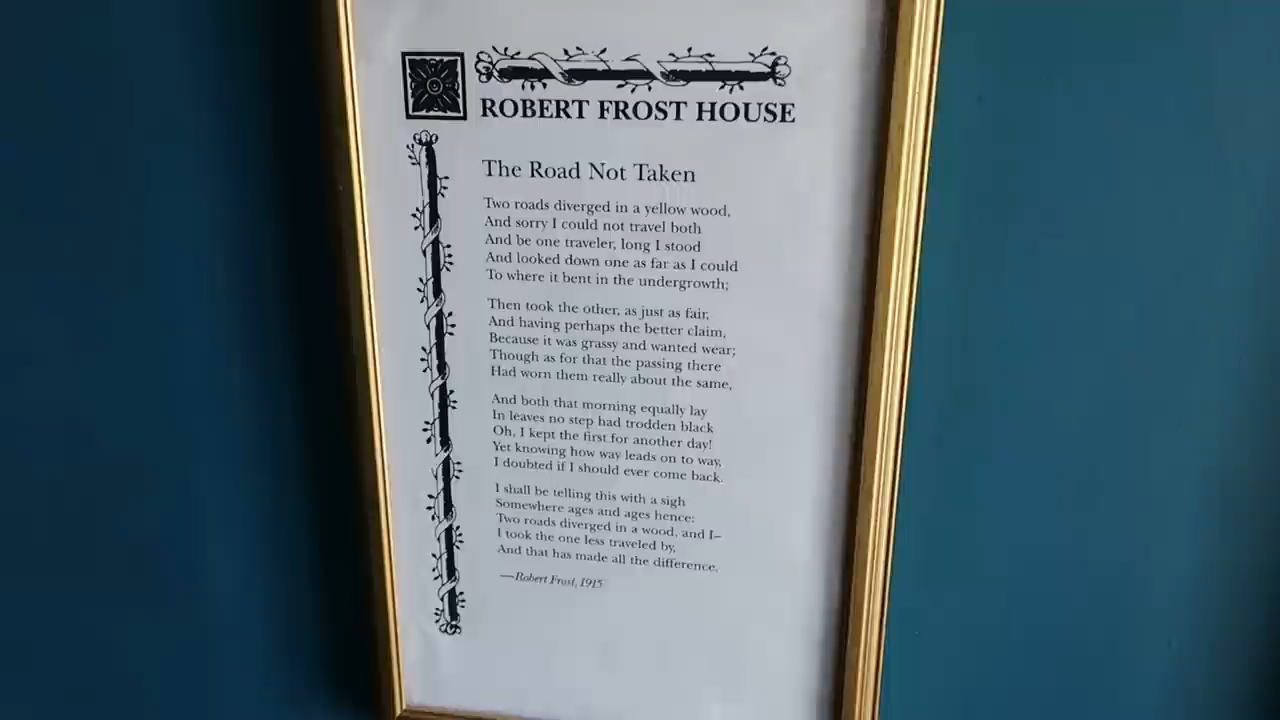 ROBERT FROST HOUSE
The Road Not Taken
Two roads diverged in a yellow wood,
And sorry I could not travel both
And be one traveler, long I stood
And looked down one as far as I could
To where it bent in the undergrowth;
Then took the other, as just as fair,
And having perhaps the better claim,
Because it was grassy and wanted wear;
Though as for that the passing there
Had worn them really about the same,
And both that morning equally lay
In leaves no step had trodden black
Oh, I kept the first for another day!
Yet knowing how way leads on to way,
I doubted if I should ever come back.
I shall be telling this with a sigh
Somewhere ages and ages hence:
Two roads diverged in a wood, and I–
I took the one less traveled by,
And that has made all the difference.
—Robert Frost, 1915